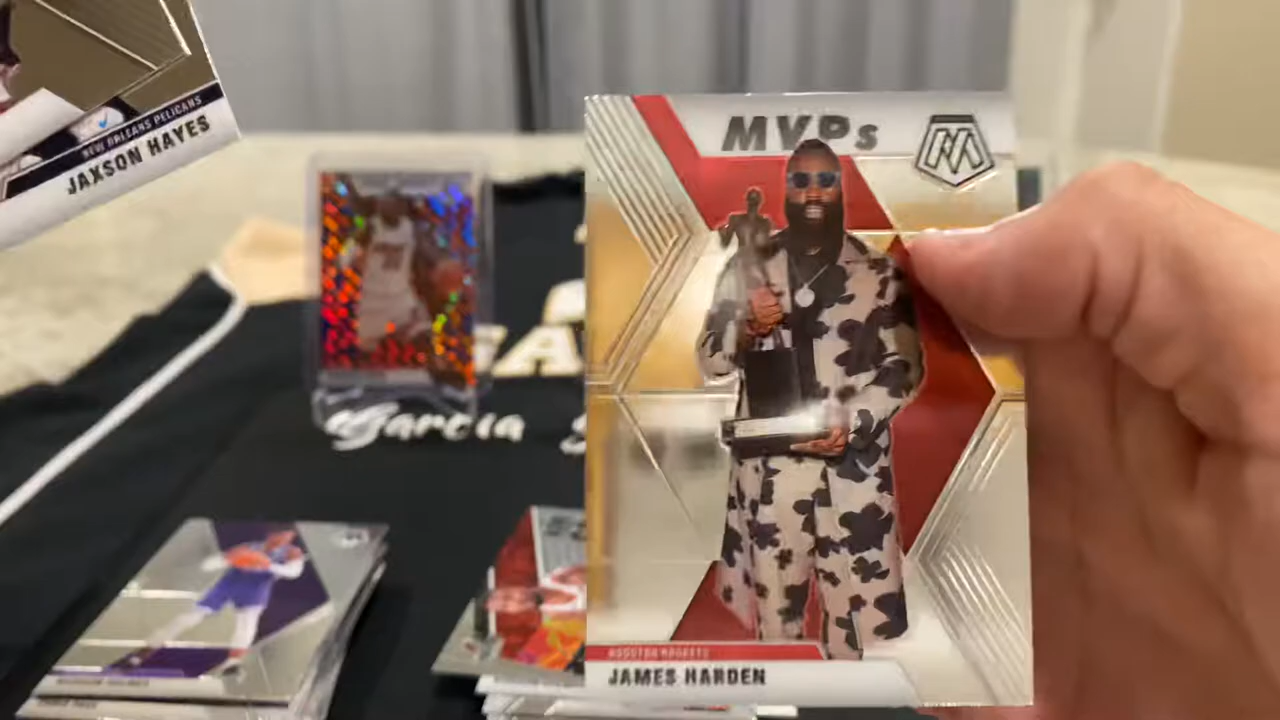 NEW ORLEANS PELICANS
JAXSON HAYES
MVPs
M
Garcia
HOUSTON ROCKETS
JAMES HARDEN